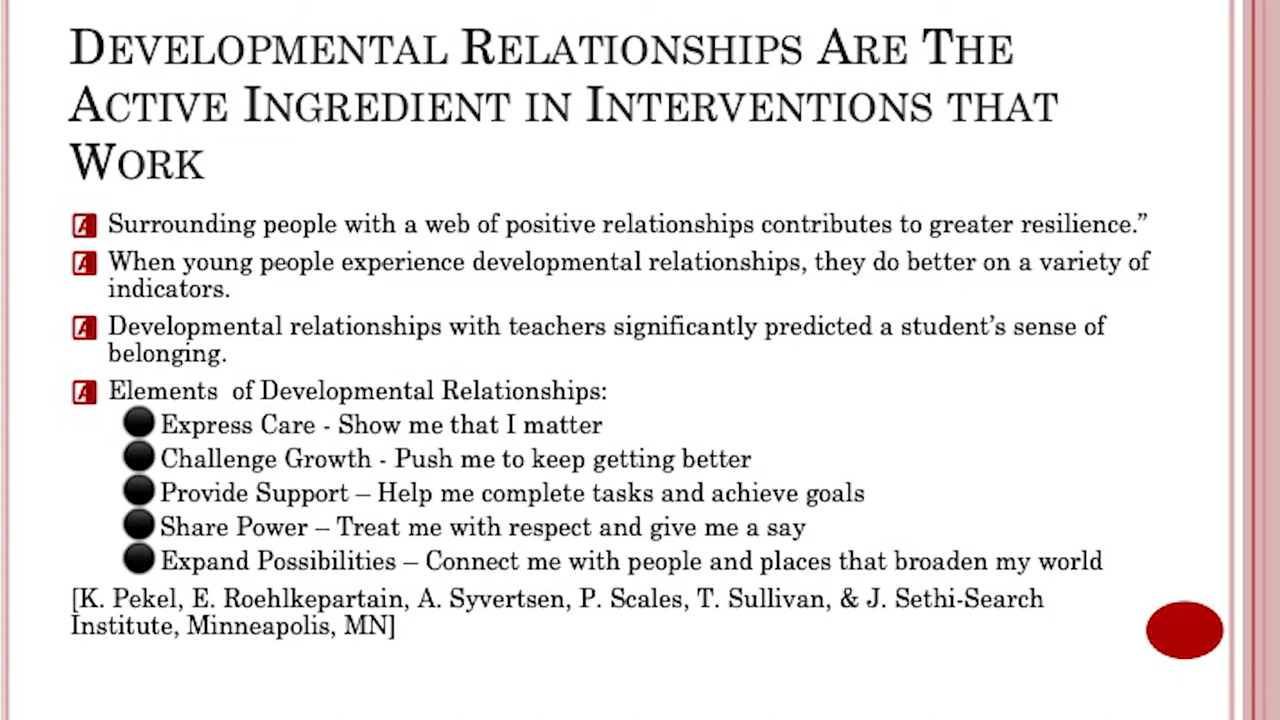 DEVELOPMENTAL RELATIONSHIPS ARE THE
ACTIVE INGREDIENT IN INTERVENTIONS THAT
WORK
Surrounding people with a web of positive relationships contributes to greater resilience.”
When young people experience developmental relationships, they do better on a variety of
indicators.
Developmental relationships with teachers significantly predicted a student’s sense of
belonging.
Elements of Developmental Relationships:
Express Care - Show me that I matter
Challenge Growth - Push me to keep getting better
Provide Support – Help me complete tasks and achieve goals
Share Power – Treat me with respect and give me a say
Expand Possibilities – Connect me with people and places that broaden my world
[K. Pekel, E. Roehlkepartain, A. Syvertsen, P. Scales, T. Sullivan, & J. Sethi-Search
Institute, Minneapolis, MN]